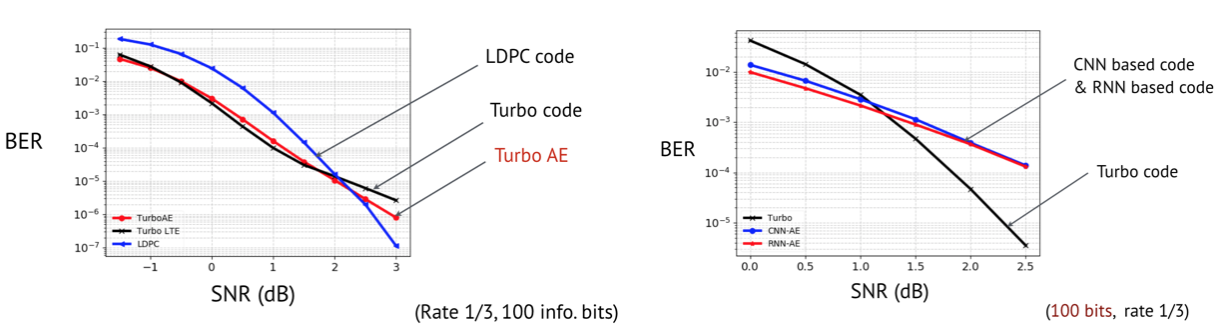 BER
10⁻¹
10⁻²
10⁻³
10⁻⁴
10⁻⁵
10⁻⁶
10⁻⁷
TurboAE
Turbo LTE
LDPC
−1 0 1 2 3
SNR (dB)
LDPC code
Turbo code
Turbo AE
(Rate 1/3, 100 info. bits)
BER
10⁻²
10⁻³
10⁻⁴
10⁻⁵
Turbo
CNN-AE
RNN-AE
0.0 0.5 1.0 1.5 2.0 2.5
SNR (dB)
CNN based code
& RNN based code
Turbo code
(100 bits, rate 1/3)